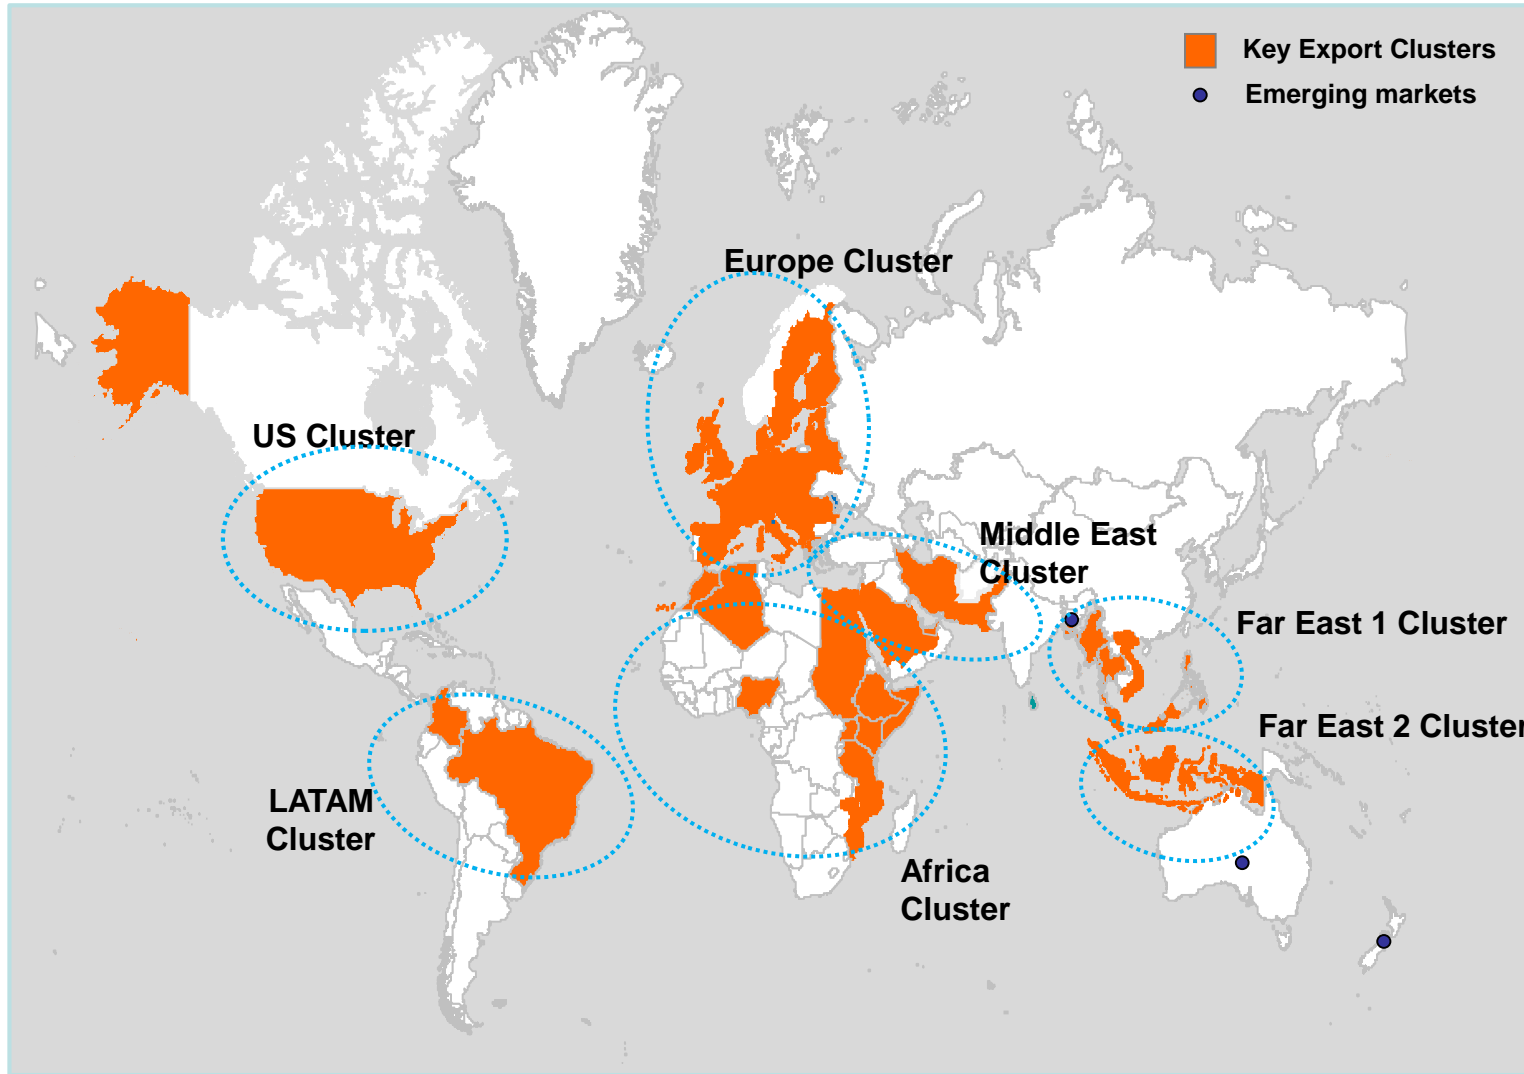 Key Export Clusters
Emerging markets
Europe Cluster
US Cluster
Middle East
Cluster
Far East 1 Cluster
Far East 2 Cluster
LATAM
Cluster
Africa
Cluster